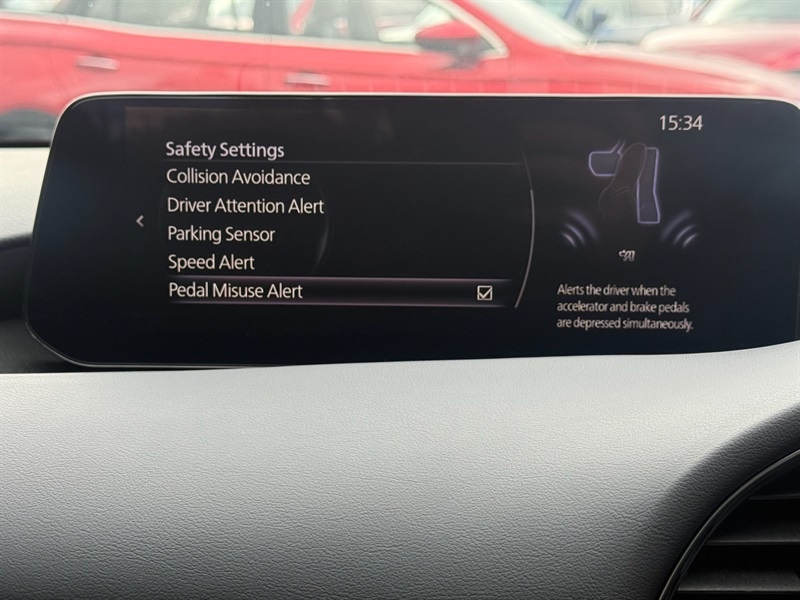 15:34
Safety Settings
Collision Avoidance
Driver Attention Alert
Parking Sensor
Speed Alert
Pedal Misuse Alert
Alerts the driver when the
accelerator and brake pedals
are depressed simultaneously.